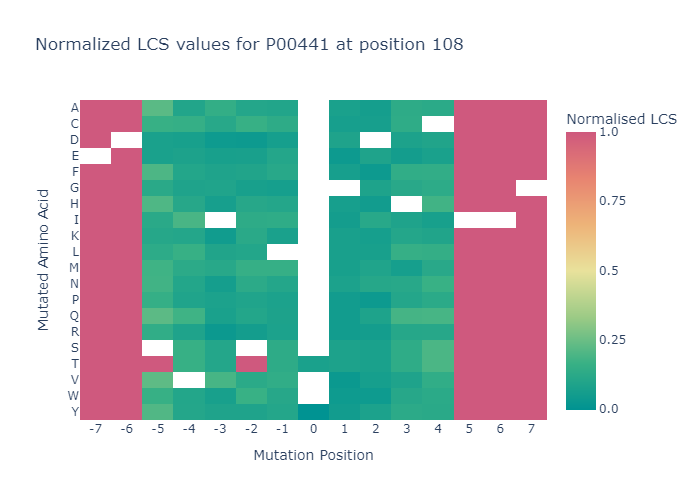 Normalized LCS values for P00441 at position 108
Normalised LCS
Mutated Amino Acid
A
C
D
E
F
G
H
I
K
L
M
N
P
Q
R
S
T
V
W
Y
1.0
0.75
0.5
0.25
0.0
-7 -6 -5 -4 -3 -2 -1 0 1 2 3 4 5 6 7
Mutation Position